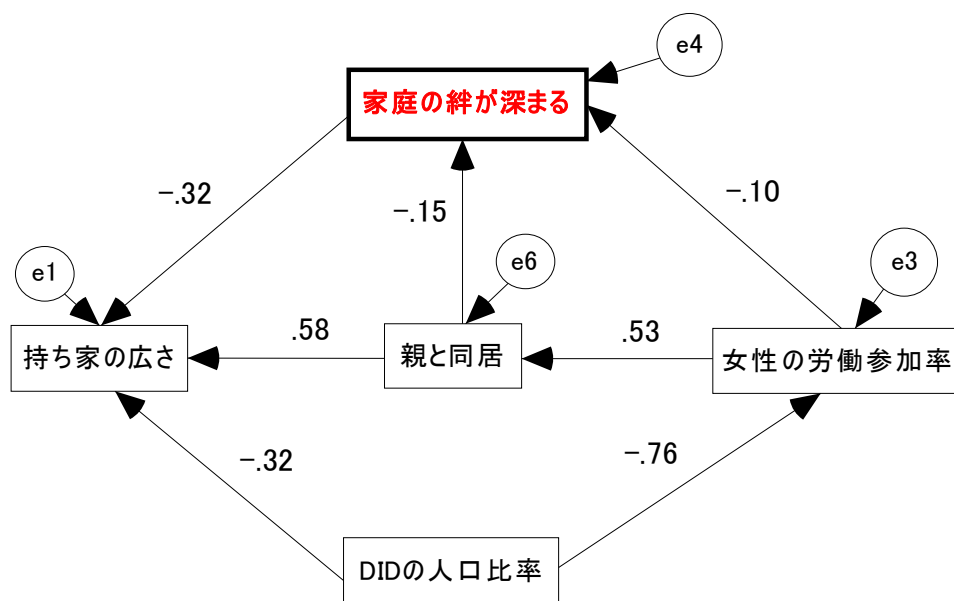 e4
家庭の絆が深まる
-.32
-.15
-.10
e1
e6
e3
持ち家の広さ
.58
親と同居
.53
女性の労働参加率
-.32
-.76
DIDの人口比率